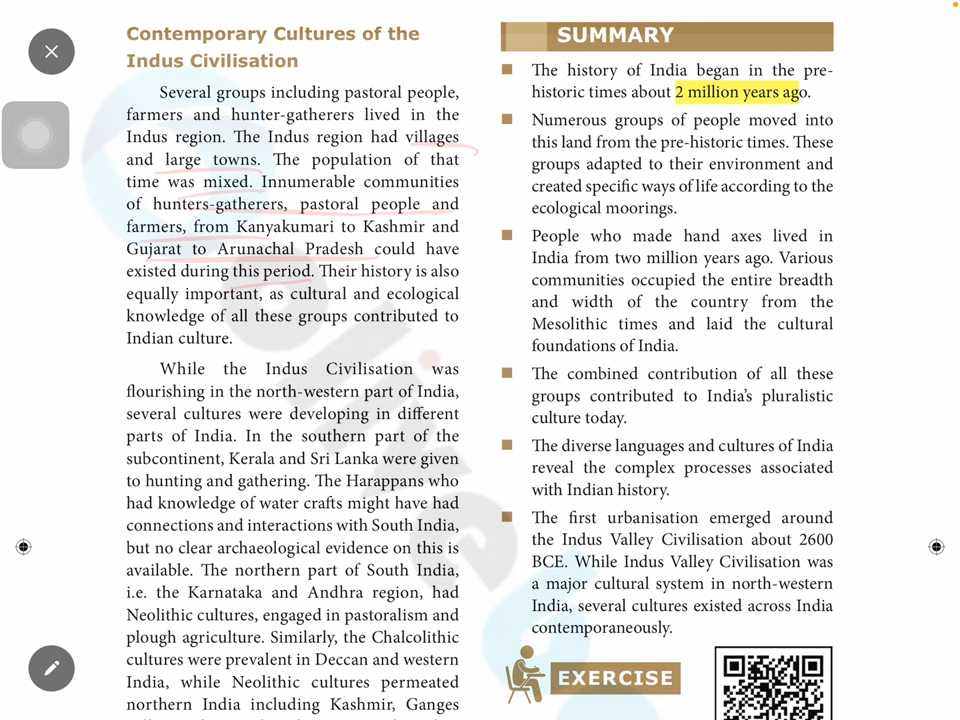 Contemporary Cultures of the
Indus Civilisation
Several groups including pastoral people,
farmers and hunter-gatherers lived in the
Indus region. The Indus region had villages
and large towns. The population of that
time was mixed. Innumerable communities
of hunters-gatherers, pastoral people and
farmers, from Kanyakumari to Kashmir and
Gujarat to Arunachal Pradesh could have
existed during this period. Their history is also
equally important, as cultural and ecological
knowledge of all these groups contributed to
Indian culture.
While the Indus Civilisation was
flourishing in the north-western part of India,
several cultures were developing in different
parts of India. In the southern part of the
subcontinent, Kerala and Sri Lanka were given
to hunting and gathering. The Harappans who
had knowledge of water crafts might have had
connections and interactions with South India,
but no clear archaeological evidence on this is
available. The northern part of South India,
i.e. the Karnataka and Andhra region, had
Neolithic cultures, engaged in pastoralism and
plough agriculture. Similarly, the Chalcolithic
cultures were prevalent in Deccan and western
India, while Neolithic cultures permeated
northern India including Kashmir, Ganges
SUMMARY
The history of India began in the pre-
historic times about 2 million years ago.
Numerous groups of people moved into
this land from the pre-historic times. These
groups adapted to their environment and
created specific ways of life according to the
ecological moorings.
People who made hand axes lived in
India from two million years ago. Various
communities occupied the entire breadth
and width of the country from the
Mesolithic times and laid the cultural
foundations of India.
The combined contribution of all these
groups contributed to India's pluralistic
culture today.
The diverse languages and cultures of India
reveal the complex processes associated
with Indian history.
The first urbanisation emerged around
the Indus Valley Civilisation about 2600
BCE. While Indus Valley Civilisation was
a major cultural system in north-western
India, several cultures existed across India
contemporaneously.
EXERCISE